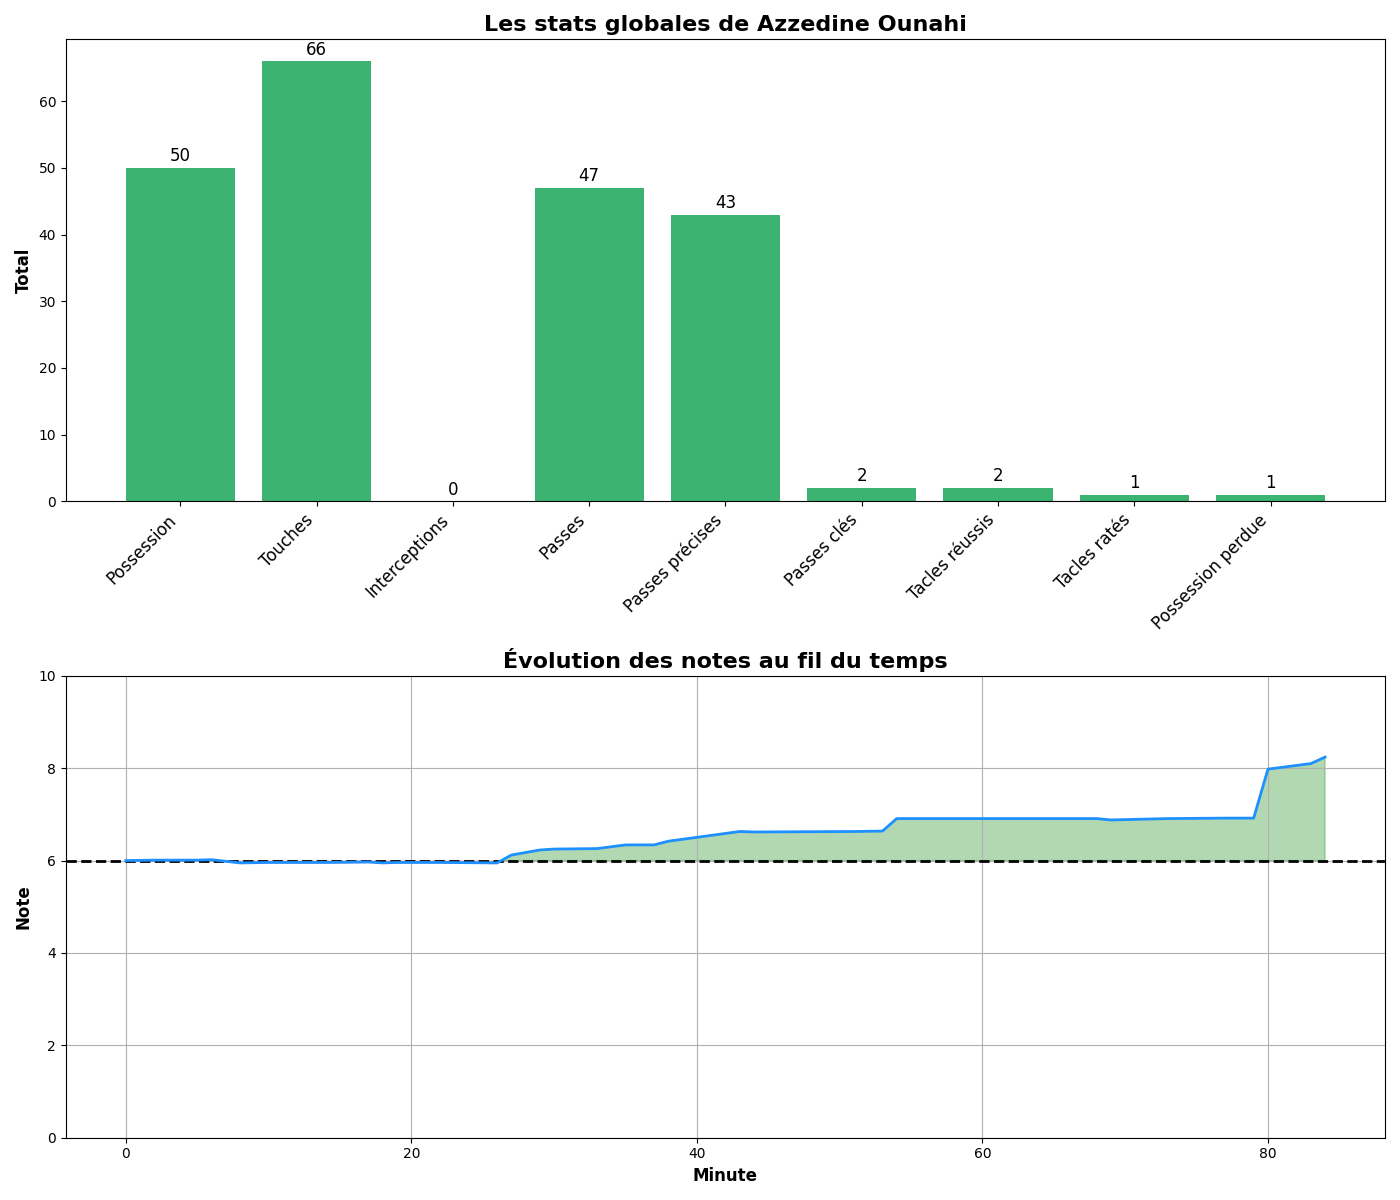 Les stats globales de Azzedine Ounahi
66
60
50
50
47
43
40
Total
30
20
10
2
2
1
1
0
0
Possession
Touches
Interceptions
Passes
Passes précises
Passes clés
Tacles réussis
Tacles ratés
Possession perdue
Évolution des notes au fil du temps
10
8
6
Note
4
2
0
0
20
40
60
80
Minute